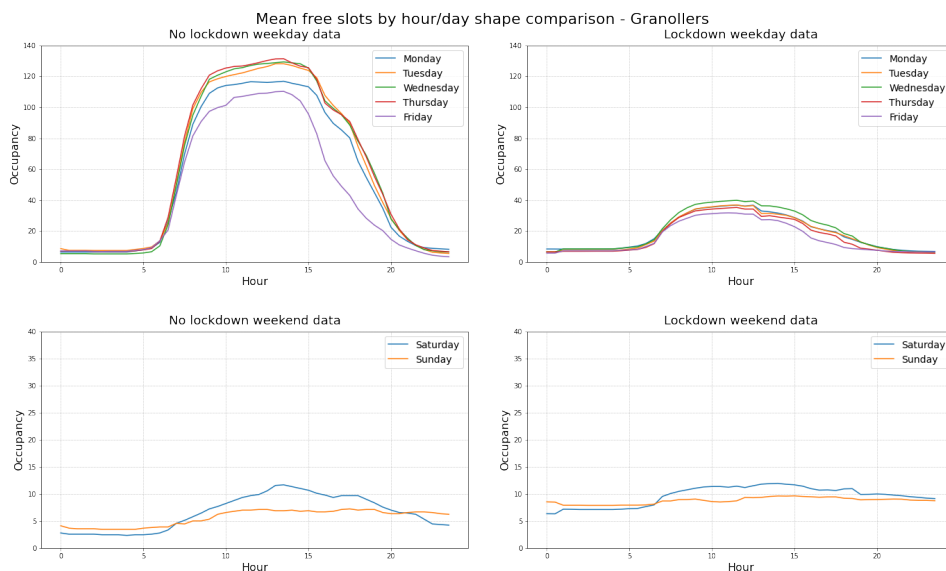 Mean free slots by hour/day shape comparison - Granollers
No lockdown weekday data
Occupancy
140
120
100
80
60
40
20
0
0
5
10
15
20
Hour
Monday
Tuesday
Wednesday
Thursday
Friday
Lockdown weekday data
Occupancy
140
120
100
80
60
40
20
0
0
5
10
15
20
Hour
Monday
Tuesday
Wednesday
Thursday
Friday
No lockdown weekend data
Occupancy
40
35
30
25
20
15
10
5
0
0
5
10
15
20
Hour
Saturday
Sunday
Lockdown weekend data
Occupancy
40
35
30
25
20
15
10
5
0
0
5
10
15
20
Hour
Saturday
Sunday